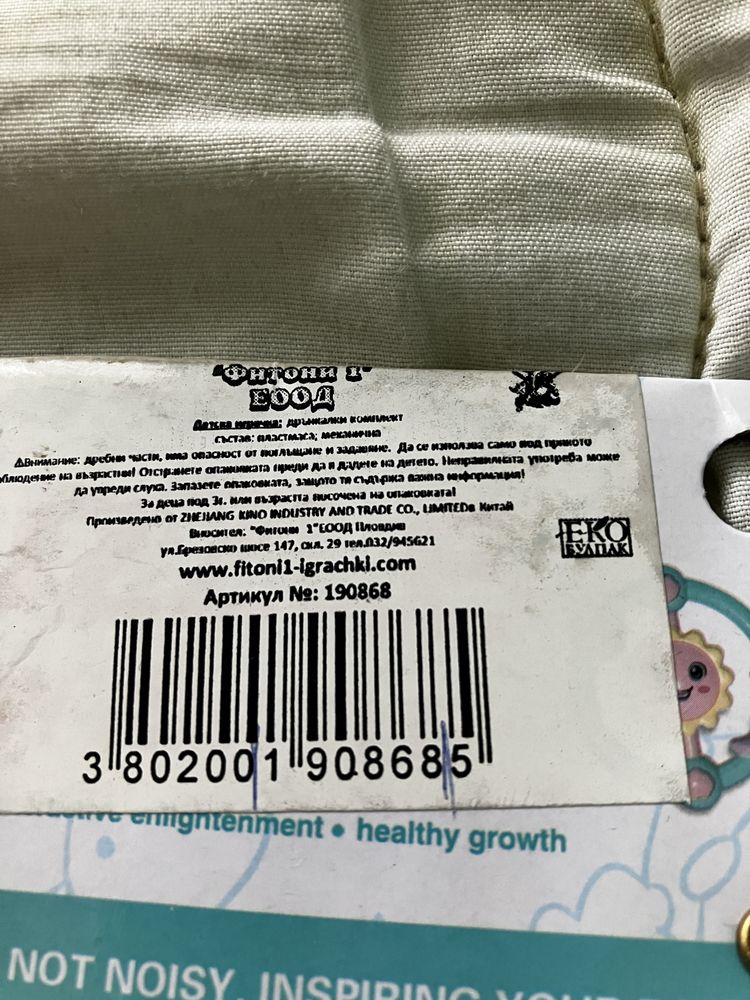 "Фитони 1"
ЕООД
Детска играчка: дрънкалки комплект
състав: пластмаса; механична
⚠Внимание: дребни части, има опасност от поглъщане и задавяне. Да се използва само под прякото
наблюдение на възрастни! Отстранете опаковката преди да я дадете на детето. Неправилната употреба може
да увреди слуха. Запазете опаковката, защото тя съдържа важна информация!
За деца под 3г. или възрастта посочена на опаковката!
Произведено от ZHEJIANG KINO INDUSTRY AND TRADE CO., LIMITEDв Китай
Вносител: "Фитони 1"ЕООД Пловдив
ул.Брезовско шосе 147, скл. 29 тел.032/945621
ЕКО
БУЛПАК
www.fitoni1-igrachki.com
Артикул №: 190868
3 802001 908685
enlightenment • healthy growth
NOT NOISY, INSPIRING